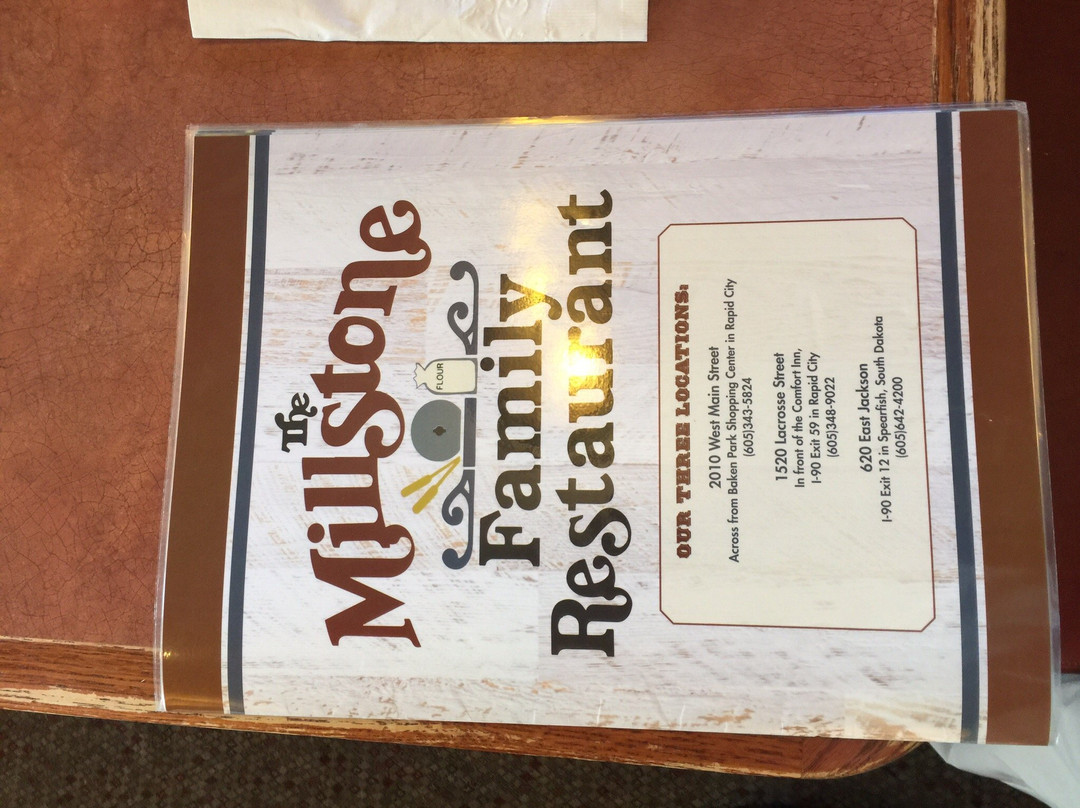 The
Millstone
FLOUR
Family
Restaurant
OUR THREE LOCATIONS:
2010 West Main Street
Across from Baken Park Shopping Center in Rapid City
(605)343-5824
1520 Lacrosse Street
In front of the Comfort Inn,
I-90 Exit 59 in Rapid City
(605)348-9022
620 East Jackson
I-90 Exit 12 in Spearfish, South Dakota
(605)642-4200